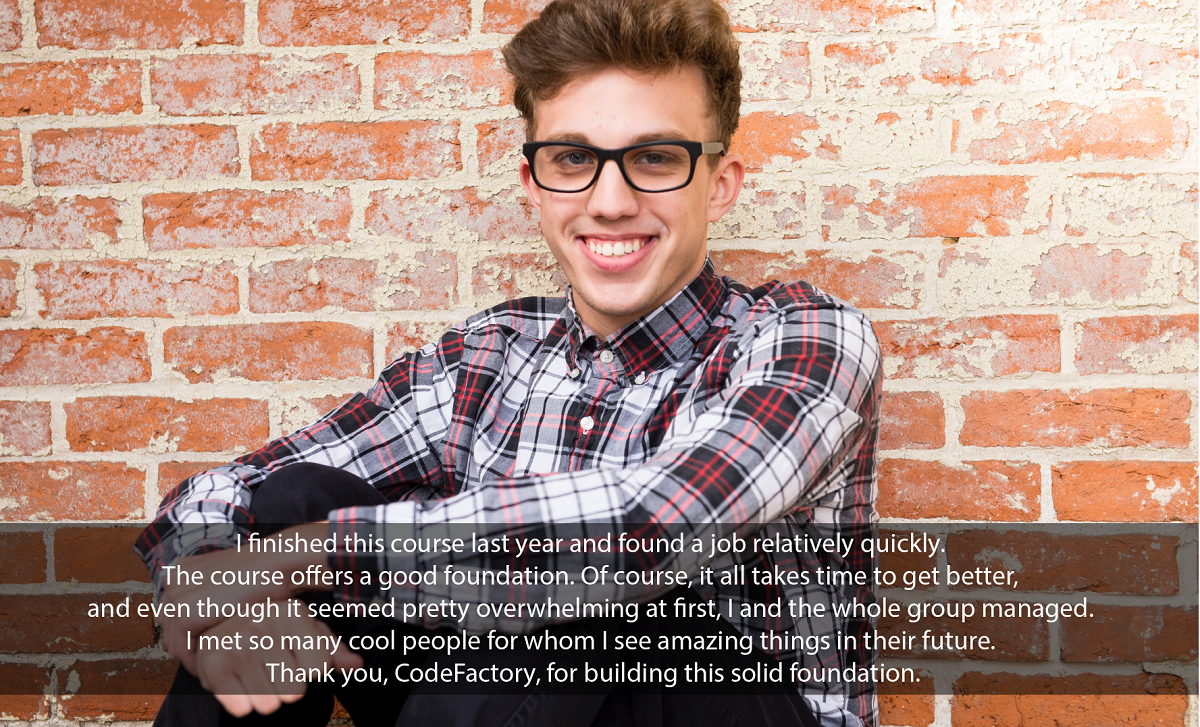 I finished this course last year and found a job relatively quickly.
The course offers a good foundation. Of course, it all takes time to get better,
and even though it seemed pretty overwhelming at first, I and the whole group managed.
I met so many cool people for whom I see amazing things in their future.
Thank you, CodeFactory, for building this solid foundation.